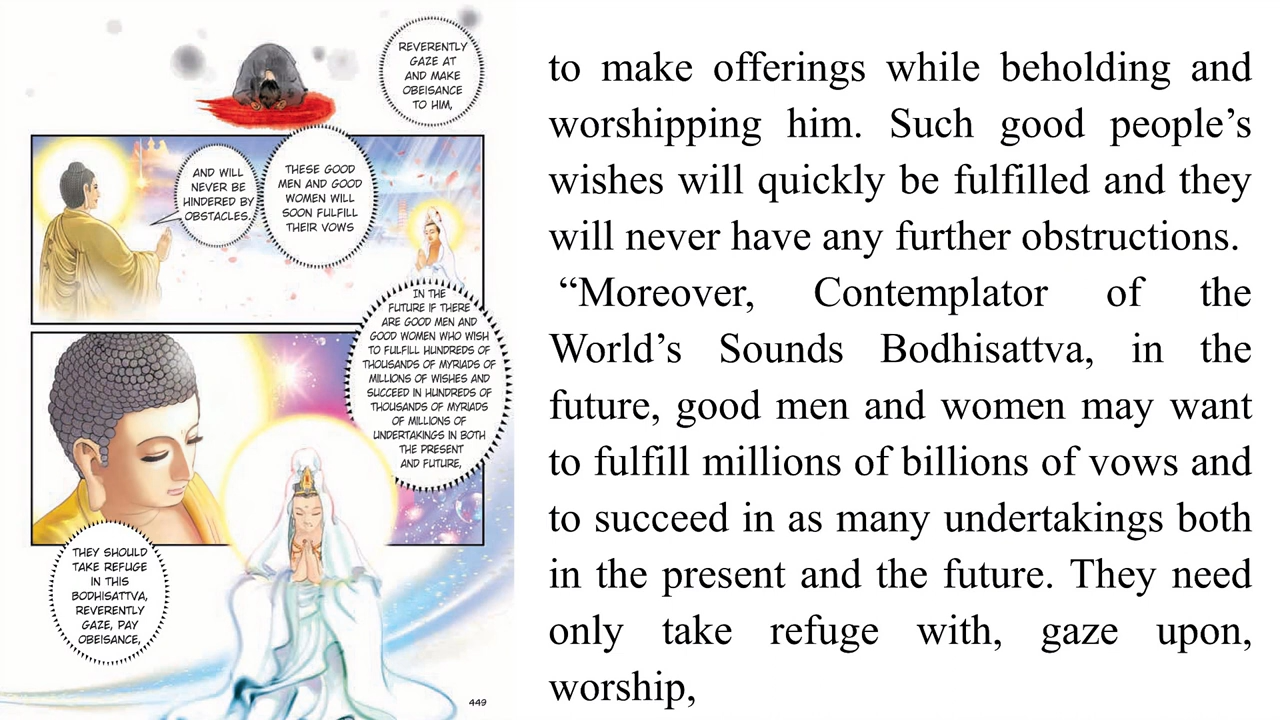 REVERENTLY
GAZE AT
AND MAKE
OBEISANCE
TO HIM,
THESE GOOD
MEN AND GOOD
WOMEN WILL
SOON FULFILL
THEIR VOWS
AND WILL
NEVER BE
HINDERED BY
OBSTACLES.
IN THE
FUTURE IF THERE
ARE GOOD MEN AND
GOOD WOMEN WHO WISH
TO FULFILL HUNDREDS OF
THOUSANDS OF MYRIADS OF
MILLIONS OF WISHES AND
SUCCEED IN HUNDREDS OF
THOUSANDS OF MYRIADS
OF MILLIONS OF
UNDERTAKINGS IN BOTH
THE PRESENT
AND FUTURE,
THEY SHOULD
TAKE REFUGE
IN THIS
BODHISATTVA,
REVERENTLY
GAZE, PAY
OBEISANCE,
449
to make offerings while beholding and
worshipping him. Such good people’s
wishes will quickly be fulfilled and they
will never have any further obstructions.
“Moreover, Contemplator of the
World’s Sounds Bodhisattva, in the
future, good men and women may want
to fulfill millions of billions of vows and
to succeed in as many undertakings both
in the present and the future. They need
only take refuge with, gaze upon,
worship,